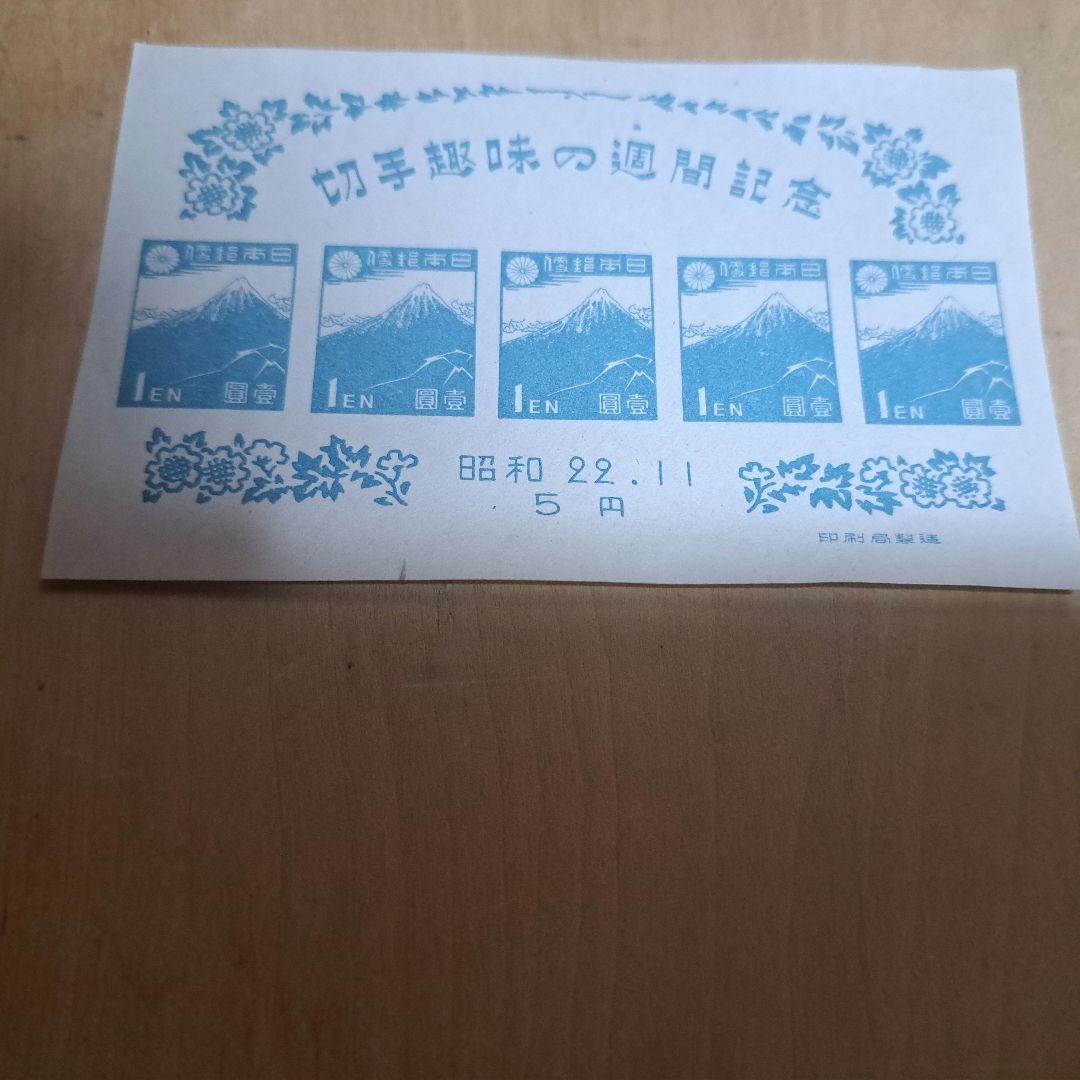 切手趣味の週間記念
便郵本日
1EN 圓壹
便郵本日
1EN 圓壹
便郵本日
1EN 圓壹
便郵本日
1EN 圓壹
便郵本日
1EN 圓壹
昭和 22.11
5 円
印刷局製造